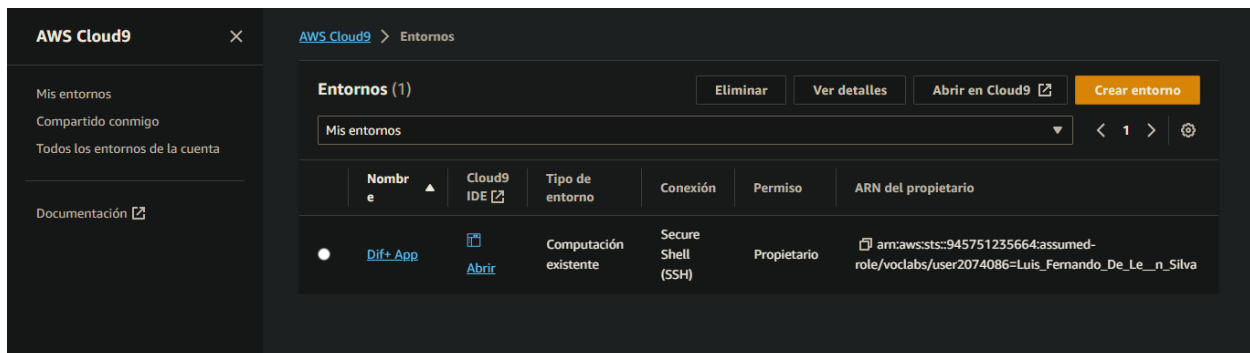 AWS Cloud9
Mis entornos
Compartido conmigo
Todos los entornos de la cuenta
Documentación
AWS Cloud9 > Entornos
Entornos (1)
Eliminar
Ver detalles
Abrir en Cloud9
Crear entorno
Mis entornos
1
Nombr
e
Cloud9
IDE
Tipo de
entorno
Conexión
Permiso
ARN del propietario
Dif+ App
Abrir
Computación
existente
Secure
Shell
(SSH)
Propietario
arn:aws:sts::945751235664:assumed-
role/voclabs/user2074086=Luis_Fernando_De_Le__n_Silva